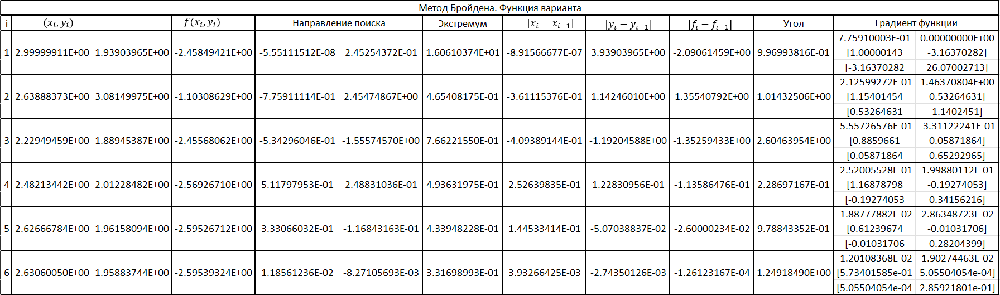 Метод Бройдена. Функция варианта
i (x_i, y_i) f(x_i, y_i) Направление поиска Экстремум |x_i − x_{i−1}| |y_i − y_{i−1}| |f_i − f_{i−1}| Угол Градиент функции
7.75910003E-01 0.00000000E+00
1 2.99999911E+00 1.93903965E+00 -2.45849421E+00 -5.55111512E-08 2.45254372E-01 1.60610374E+01 -8.91566677E-07 3.93903965E+00 -2.09061459E+00 9.96993816E-01 [1.00000143 -3.16370282]
[-3.16370282 26.07002713]
-2.12599272E-01 1.46370804E+00
2 2.63888373E+00 3.08149975E+00 -1.10308629E+00 -7.75911114E-01 2.45474867E+00 4.65408175E-01 -3.61115376E-01 1.14246010E+00 1.35540792E+00 1.01432506E+00 [1.15401454 0.53264631]
[0.53264631 1.1402451]
-5.55726576E-01 -3.31122241E-01
3 2.22949459E+00 1.88945387E+00 -2.45568062E+00 -5.34296046E-01 -1.55574570E+00 7.66221550E-01 -4.09389144E-01 -1.19204588E+00 -1.35259433E+00 2.60463954E+00 [0.8859661 0.05871864]
[0.05871864 0.65292965]
-2.52005528E-01 1.99880112E-01
4 2.48213442E+00 2.01228482E+00 -2.56926710E+00 5.11797953E-01 2.48831036E-01 4.93631975E-01 2.52639835E-01 1.22830956E-01 -1.13586476E-01 2.28697167E-01 [1.16878798 -0.19274053]
[-0.19274053 0.34156216]
-1.88777882E-02 2.86348723E-02
5 2.62666784E+00 1.96158094E+00 -2.59526712E+00 3.33066032E-01 -1.16843163E-01 4.33948228E-01 1.44533414E-01 -5.07038837E-02 -2.60000234E-02 9.78843352E-01 [0.61239674 -0.01031706]
[-0.01031706 0.28204399]
-1.20108368E-02 1.90274463E-02
6 2.63060050E+00 1.95883744E+00 -2.59539324E+00 1.18561236E-02 -8.27105693E-03 3.31698993E-01 3.93266425E-03 -2.74350126E-03 -1.26123167E-04 1.24918490E+00 [5.73401585e-01 5.05504054e-04]
[5.05504054e-04 2.85921801e-01]